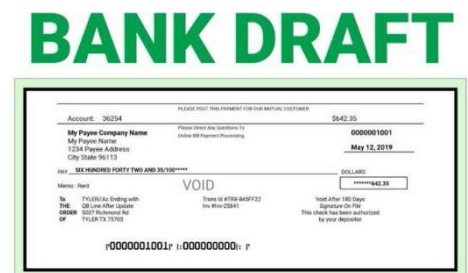 BANK DRAFT
PLEASE POST THIS PAYMENT FOR OUR MUTUAL CUSTOMER
Account: 36254 $642.35
My Payee Company Name Please Direct Any Questions To 0000001001
My Payee Name Online Bill Payment Processing
1234 Payee Address May 12, 2019
City State 96113
PAY SIX HUNDRED FORTY TWO AND 35/100***** DOLLARS
Memo: Rent VOID *******642.35
To TYLER//Ac Ending with Trans Id #TRX-845FF22 Void After 180 Days
THE QB Line After Update Inv #Inv-25841 Signature On File
ORDER 5007 Richmond Rd This check has been authorized
OF TYLER TX 75703 by your depositor
⑈0000001001⑈ ⑆000000000⑆ ⑈